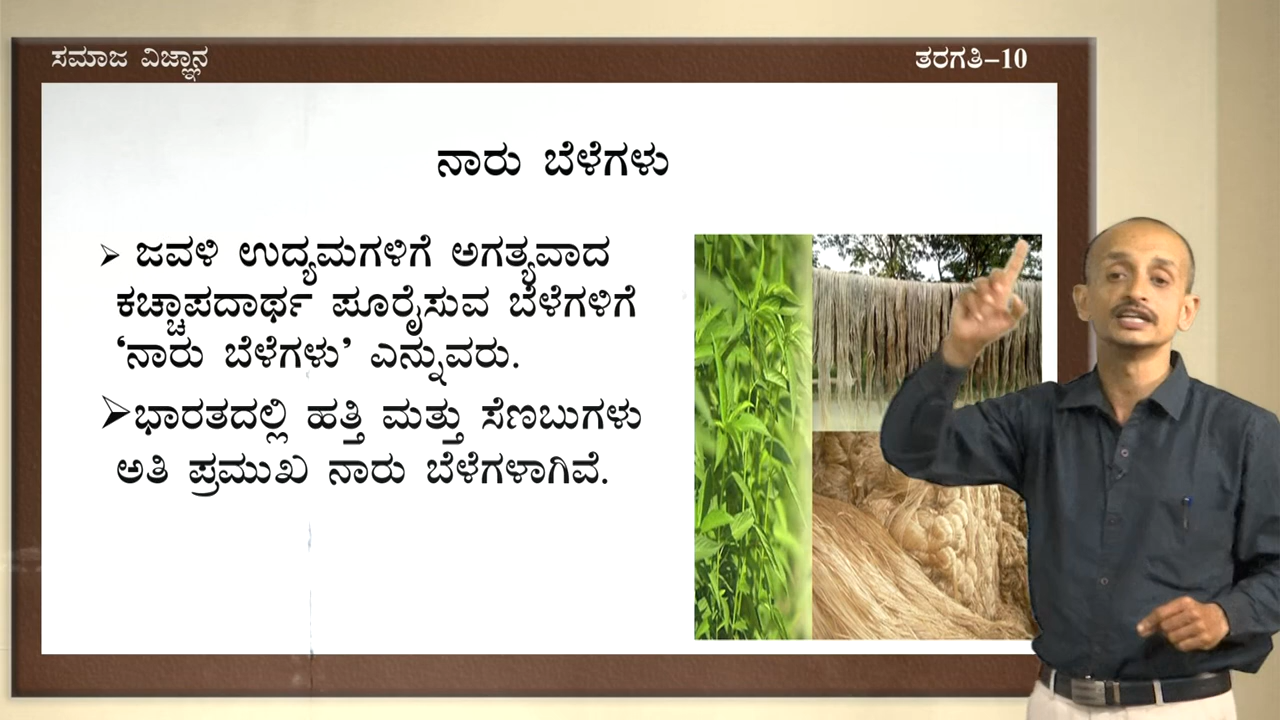 ಸಮಾಜ ವಿಜ್ಞಾನ
ತರಗತಿ-10
ನಾರು ಬೆಳೆಗಳು
➢ ಜವಳಿ ಉದ್ಯಮಗಳಿಗೆ ಅಗತ್ಯವಾದ
ಕಚ್ಚಾಪದಾರ್ಥ ಪೂರೈಸುವ ಬೆಳೆಗಳಿಗೆ
‘ನಾರು ಬೆಳೆಗಳು’ ಎನ್ನುವರು.
➢ಭಾರತದಲ್ಲಿ ಹತ್ತಿ ಮತ್ತು ಸೆಣಬುಗಳು
ಅತಿ ಪ್ರಮುಖ ನಾರು ಬೆಳೆಗಳಾಗಿವೆ.